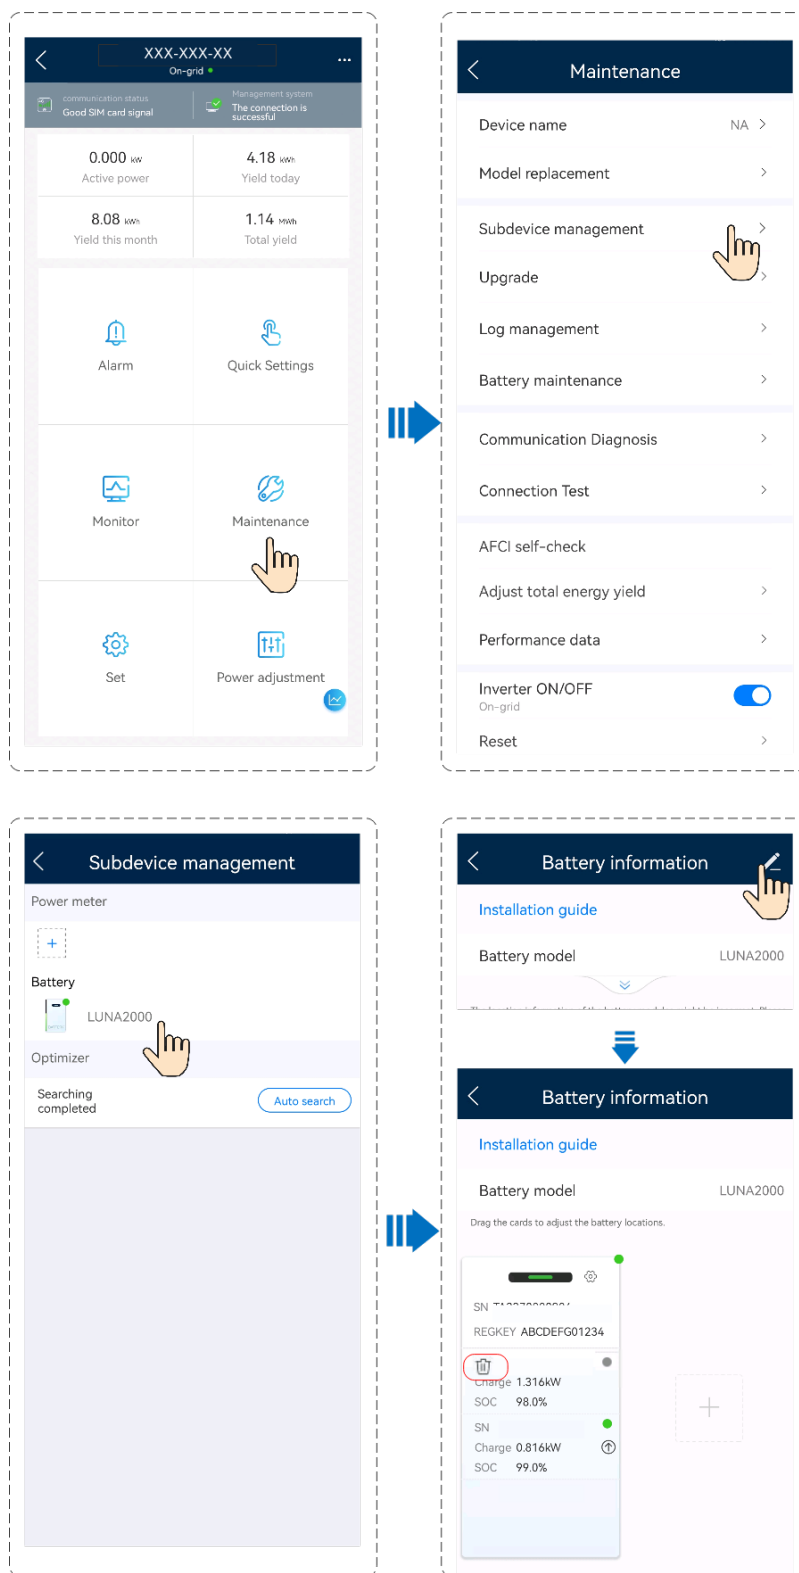 XXX-XXX-XX
On-grid
communication status
Good SIM card signal
Management system
The connection is
successful
0.000 kW
Active power
4.18 kWh
Yield today
8.08 kWh
Yield this month
1.14 MWh
Total yield
Alarm
Quick Settings
Monitor
Maintenance
Set
Power adjustment
Maintenance
Device name NA
Model replacement
Subdevice management
Upgrade
Log management
Battery maintenance
Communication Diagnosis
Connection Test
AFCI self-check
Adjust total energy yield
Performance data
Inverter ON/OFF
On-grid
Reset
Subdevice management
Power meter
Battery
LUNA2000
Optimizer
Searching
completed
Auto search
Battery information
Installation guide
Battery model LUNA2000
Battery information
Installation guide
Battery model LUNA2000
Drag the cards to adjust the battery locations.
SN
REGKEY ABCDEFG01234
Charge 1.316kW
SOC 98.0%
SN
Charge 0.816kW
SOC 99.0%